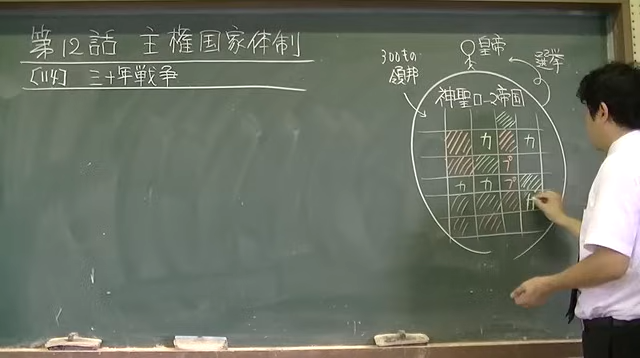 第12話 主権国家体制
〔114〕 三十年戦争
皇帝
選挙
300もの
領邦
神聖ローマ帝国
カ カ
プ
カ カ プ
カ